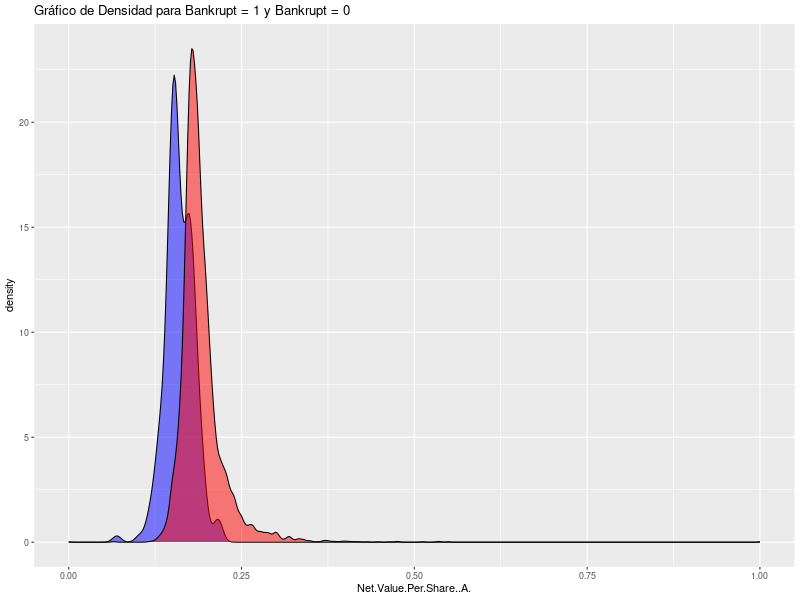 Gráfico de Densidad para Bankrupt = 1 y Bankrupt = 0
density
20
15
10
5
0
0.00 0.25 0.50 0.75 1.00
Net.Value.Per.Share..A.